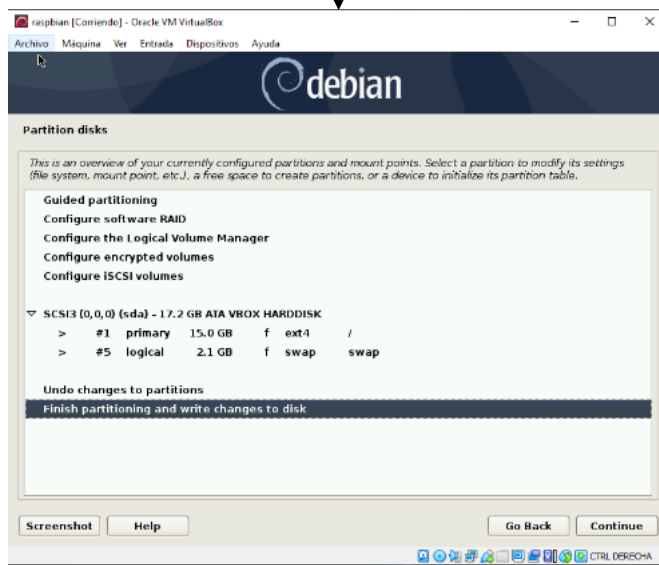 raspbian [Corriendo] - Oracle VM VirtualBox
Archivo Máquina Ver Entrada Dispositivos Ayuda
debian
Partition disks
This is an overview of your currently configured partitions and mount points. Select a partition to modify its settings
(file system, mount point, etc.), a free space to create partitions, or a device to initialize its partition table.
Guided partitioning
Configure software RAID
Configure the Logical Volume Manager
Configure encrypted volumes
Configure iSCSI volumes
SCSI3 (0,0,0) (sda) - 17.2 GB ATA VBOX HARDDISK
> #1 primary 15.0 GB f ext4 /
> #5 logical 2.1 GB f swap swap
Undo changes to partitions
Finish partitioning and write changes to disk
Screenshot Help Go Back Continue
CTRL DERECHA